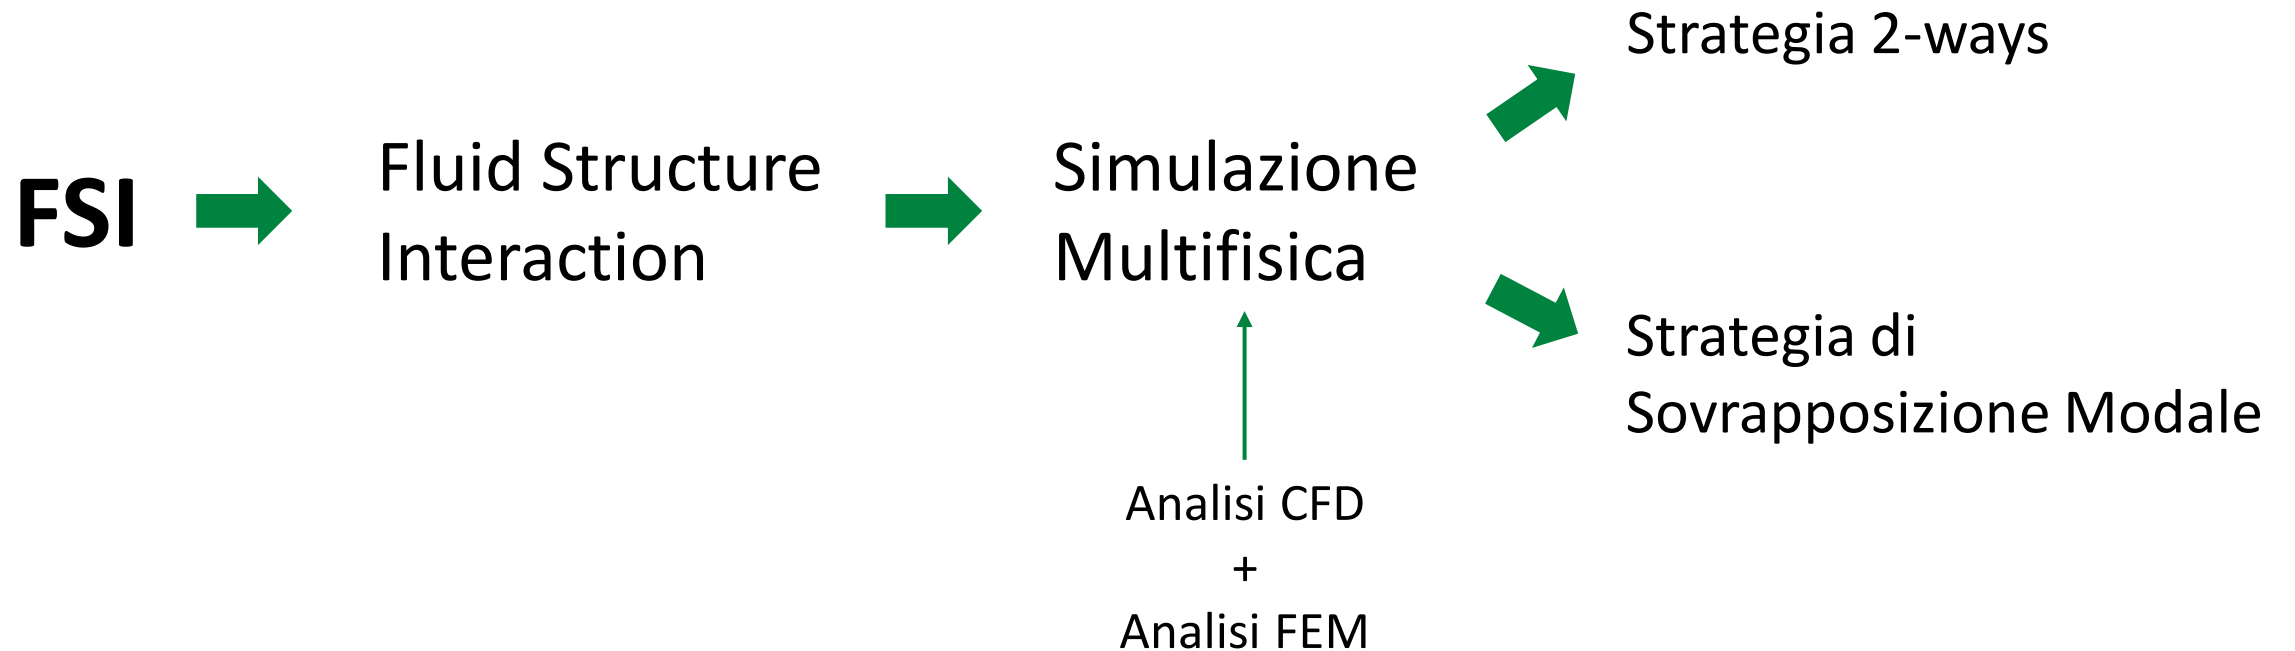 FSI
Fluid Structure
Interaction
Simulazione
Multifisica
Analisi CFD
+
Analisi FEM
Strategia 2-ways
Strategia di
Sovrapposizione Modale